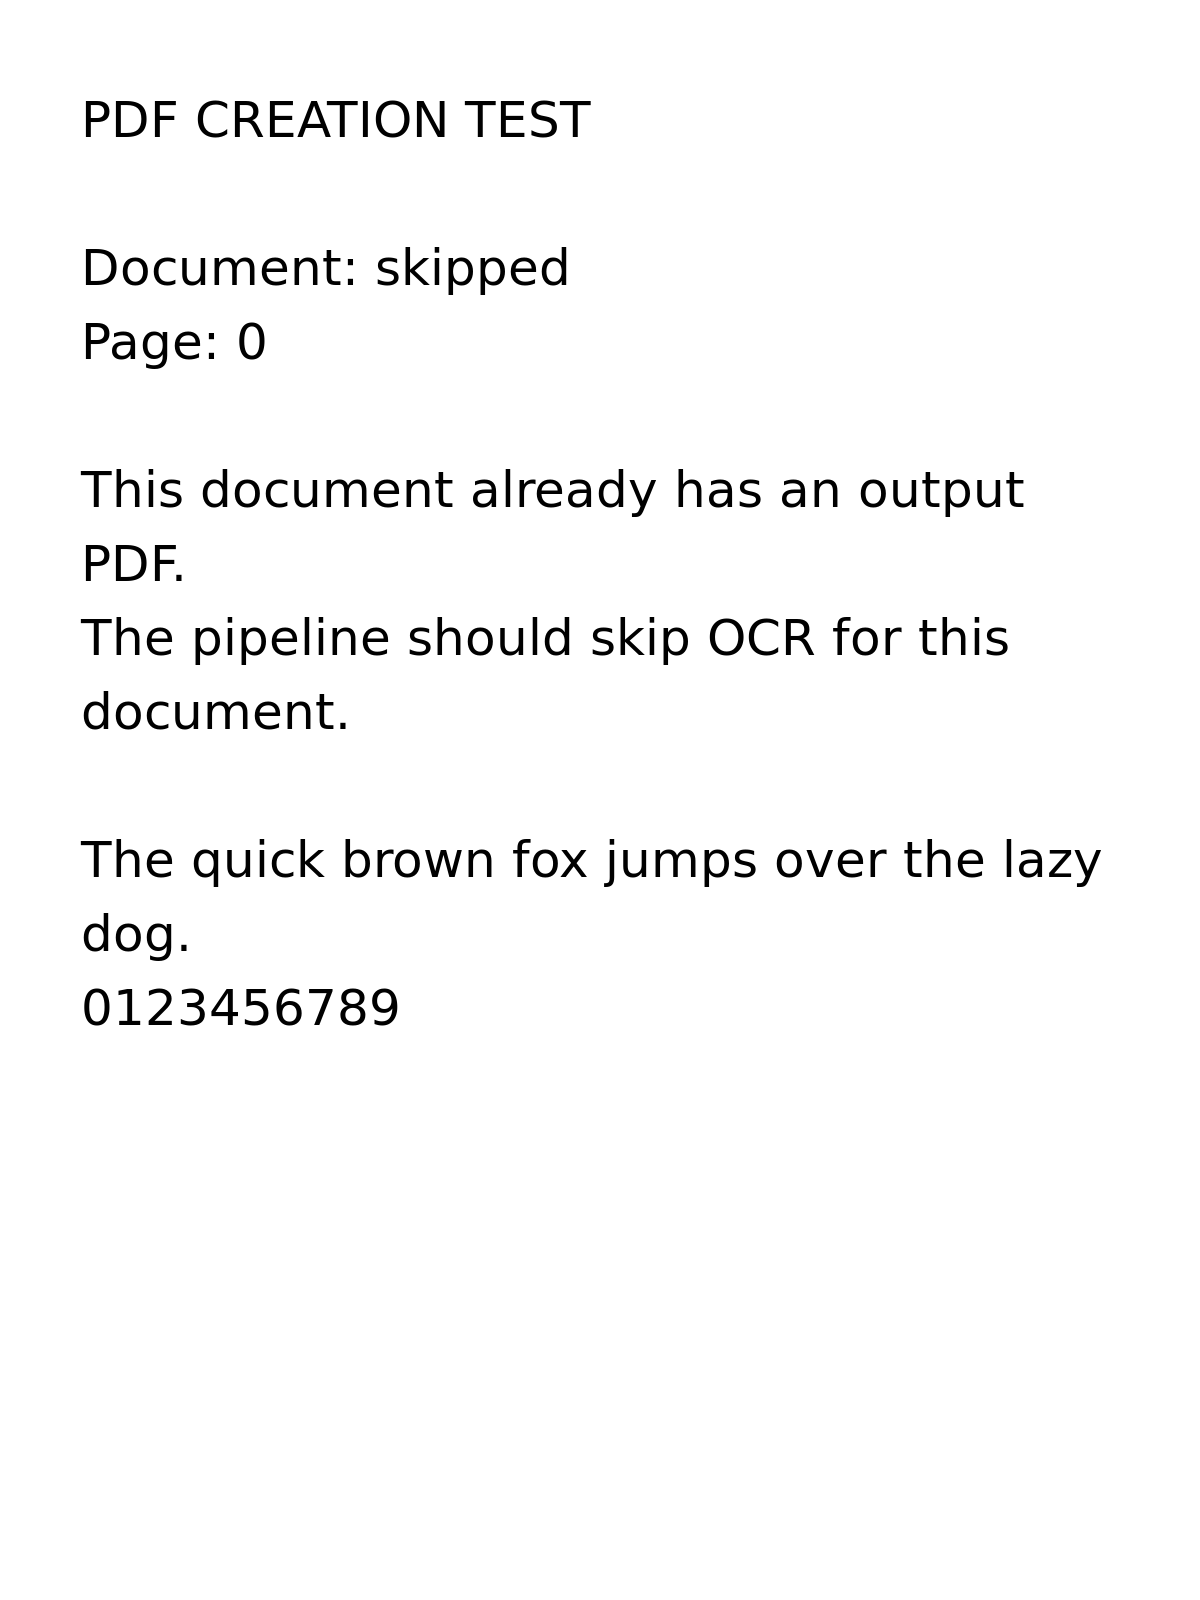 PDF CREATION TEST
Document: skipped
Page: 0
This document already has an output
PDF.
The pipeline should skip OCR for this
document.
The quick brown fox jumps over the lazy
dog.
0123456789